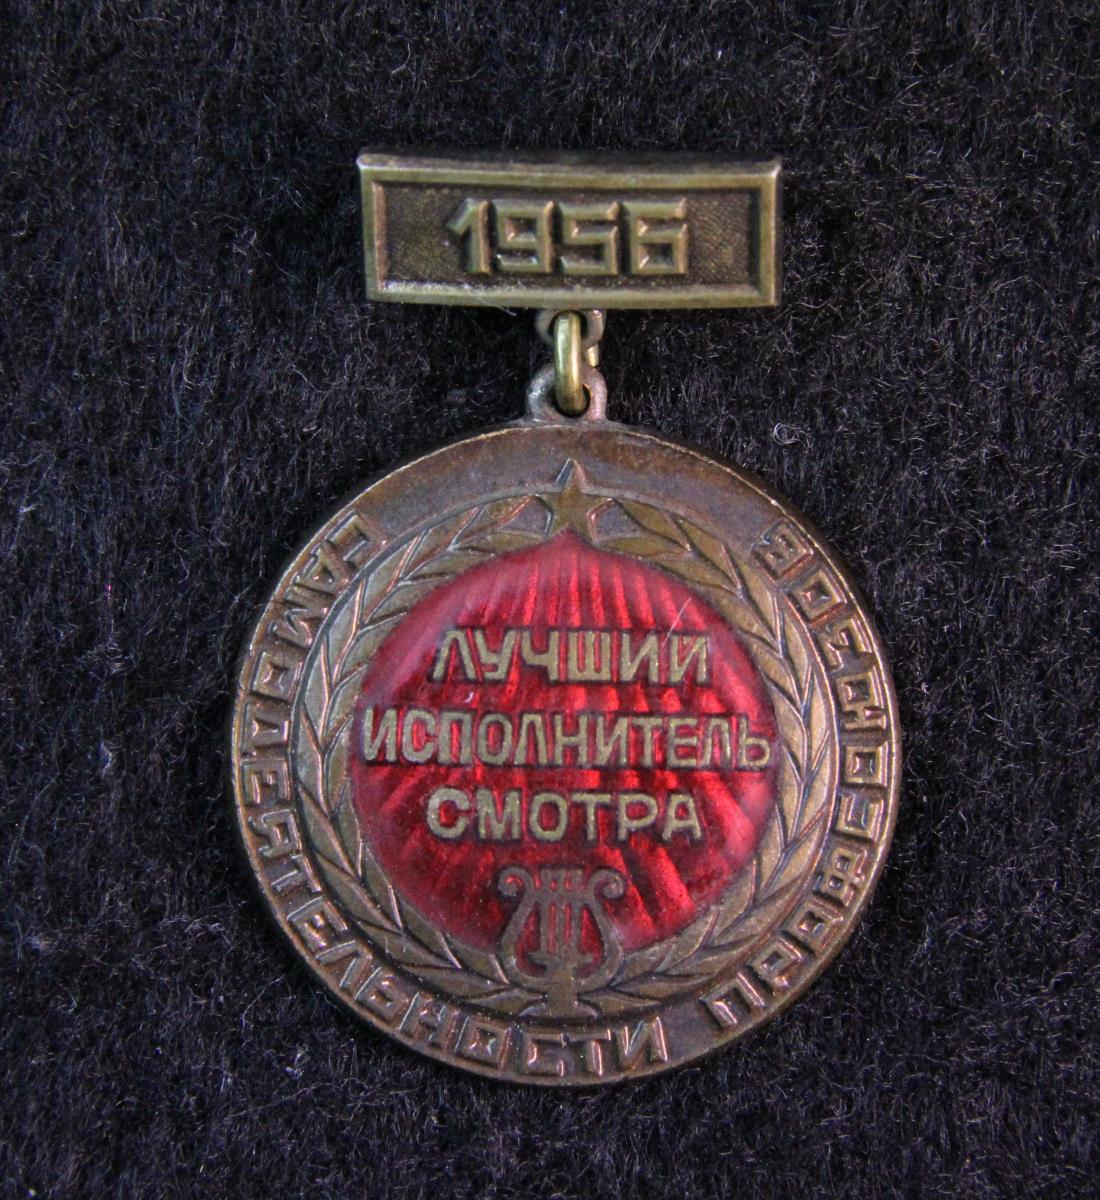 1956
ЛУЧШИЙ
ИСПОЛНИТЕЛЬ
СМОТРА
САМОДЕЯТЕЛЬНОСТИ ПРОФСОЮЗОВ